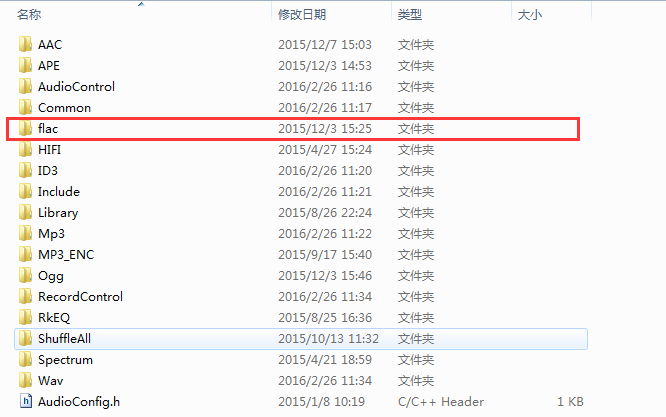 名称 修改日期 类型 大小
AAC 2015/12/7 15:03 文件夹
APE 2015/12/3 14:53 文件夹
AudioControl 2016/2/26 11:16 文件夹
Common 2016/2/26 11:17 文件夹
flac 2015/12/3 15:25 文件夹
HIFI 2015/4/27 15:24 文件夹
ID3 2016/2/26 11:20 文件夹
Include 2016/2/26 11:21 文件夹
Library 2015/8/26 22:24 文件夹
Mp3 2016/2/26 11:22 文件夹
MP3_ENC 2015/9/17 15:40 文件夹
Ogg 2015/12/3 15:46 文件夹
RecordControl 2016/2/26 11:34 文件夹
RkEQ 2015/8/25 16:36 文件夹
ShuffleAll 2015/10/13 11:32 文件夹
Spectrum 2015/4/21 18:59 文件夹
Wav 2016/2/26 11:34 文件夹
AudioConfig.h 2015/1/8 10:19 C/C++ Header 1 KB